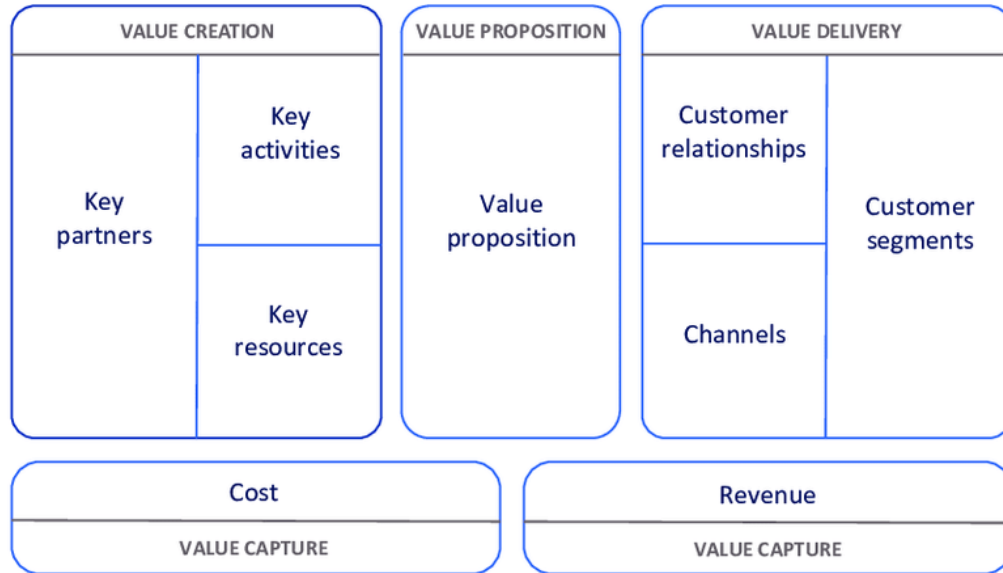 VALUE CREATION
VALUE PROPOSITION
VALUE DELIVERY
Key
partners
Key
activities
Key
resources
Value
proposition
Customer
relationships
Channels
Customer
segments
Cost
VALUE CAPTURE
Revenue
VALUE CAPTURE